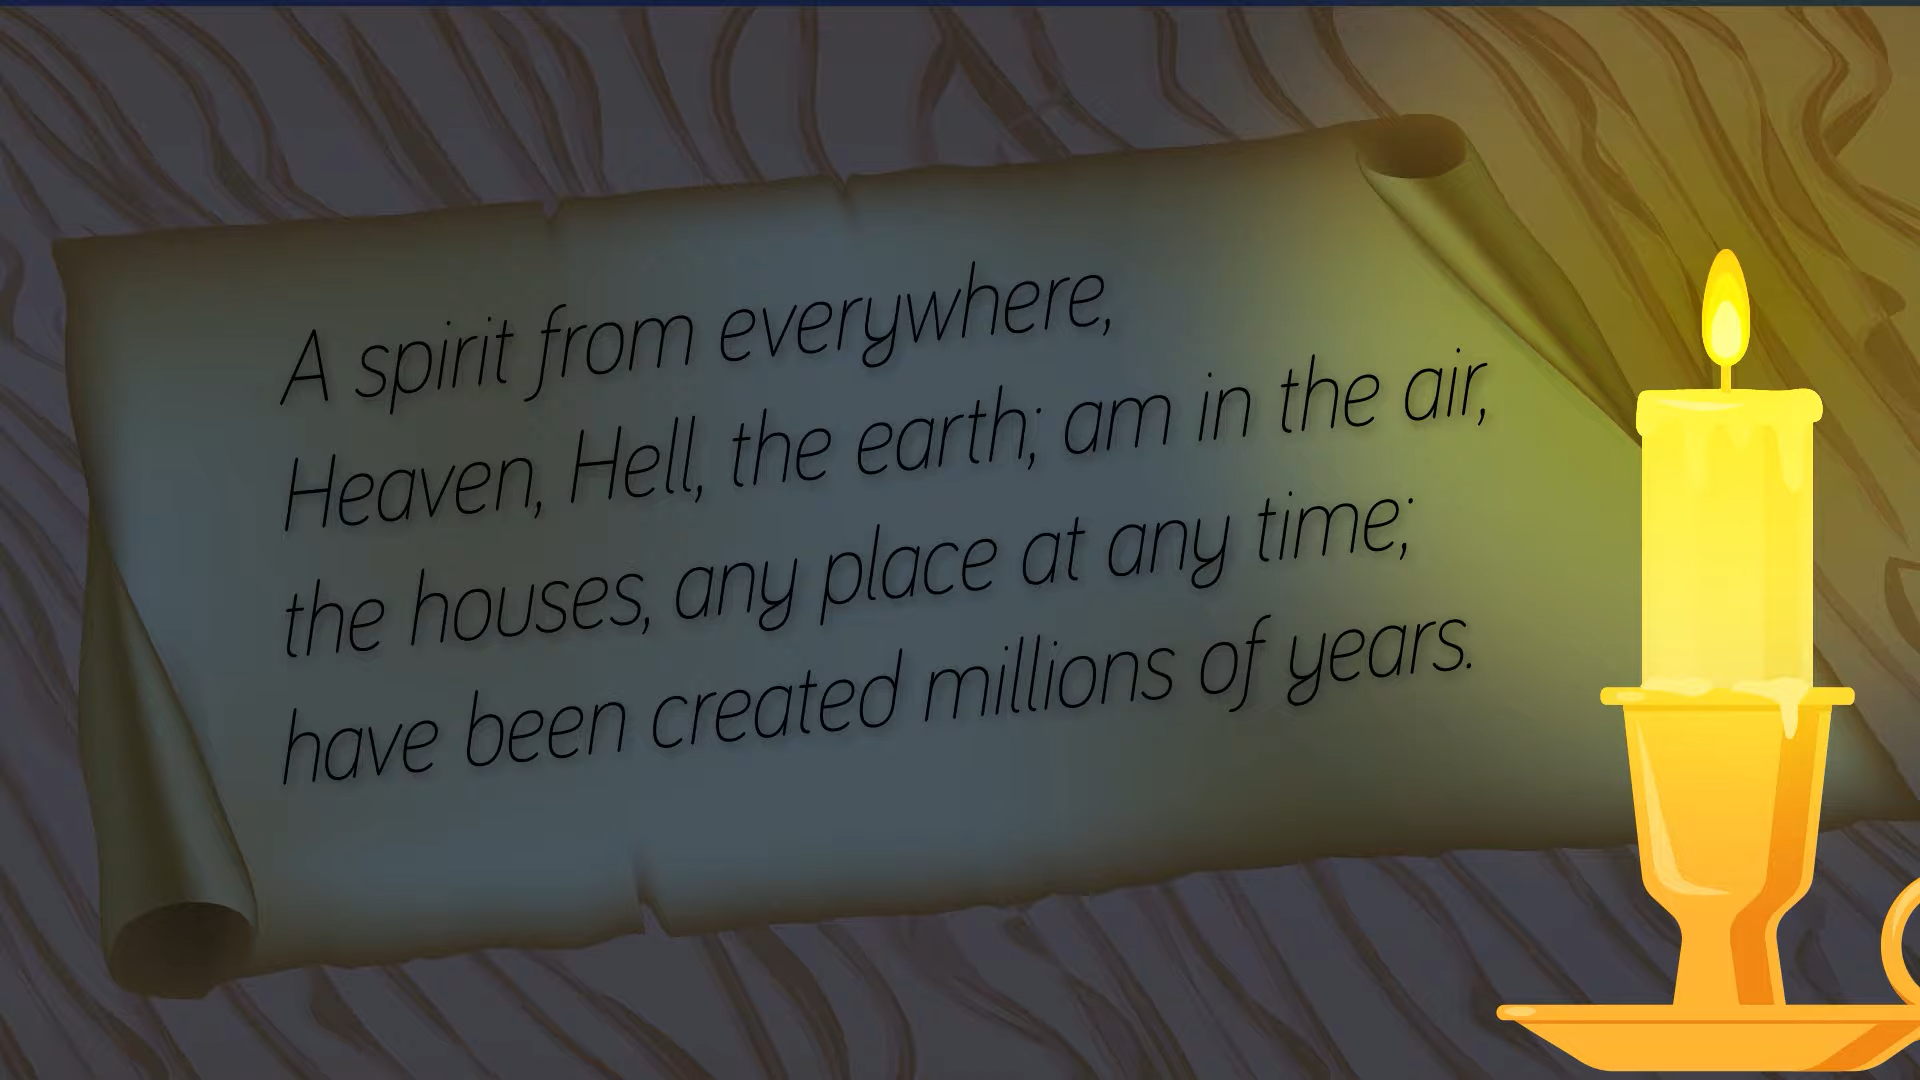 A spirit from everywhere,
Heaven, Hell, the earth; am in the air,
the houses, any place at any time;
have been created millions of years.